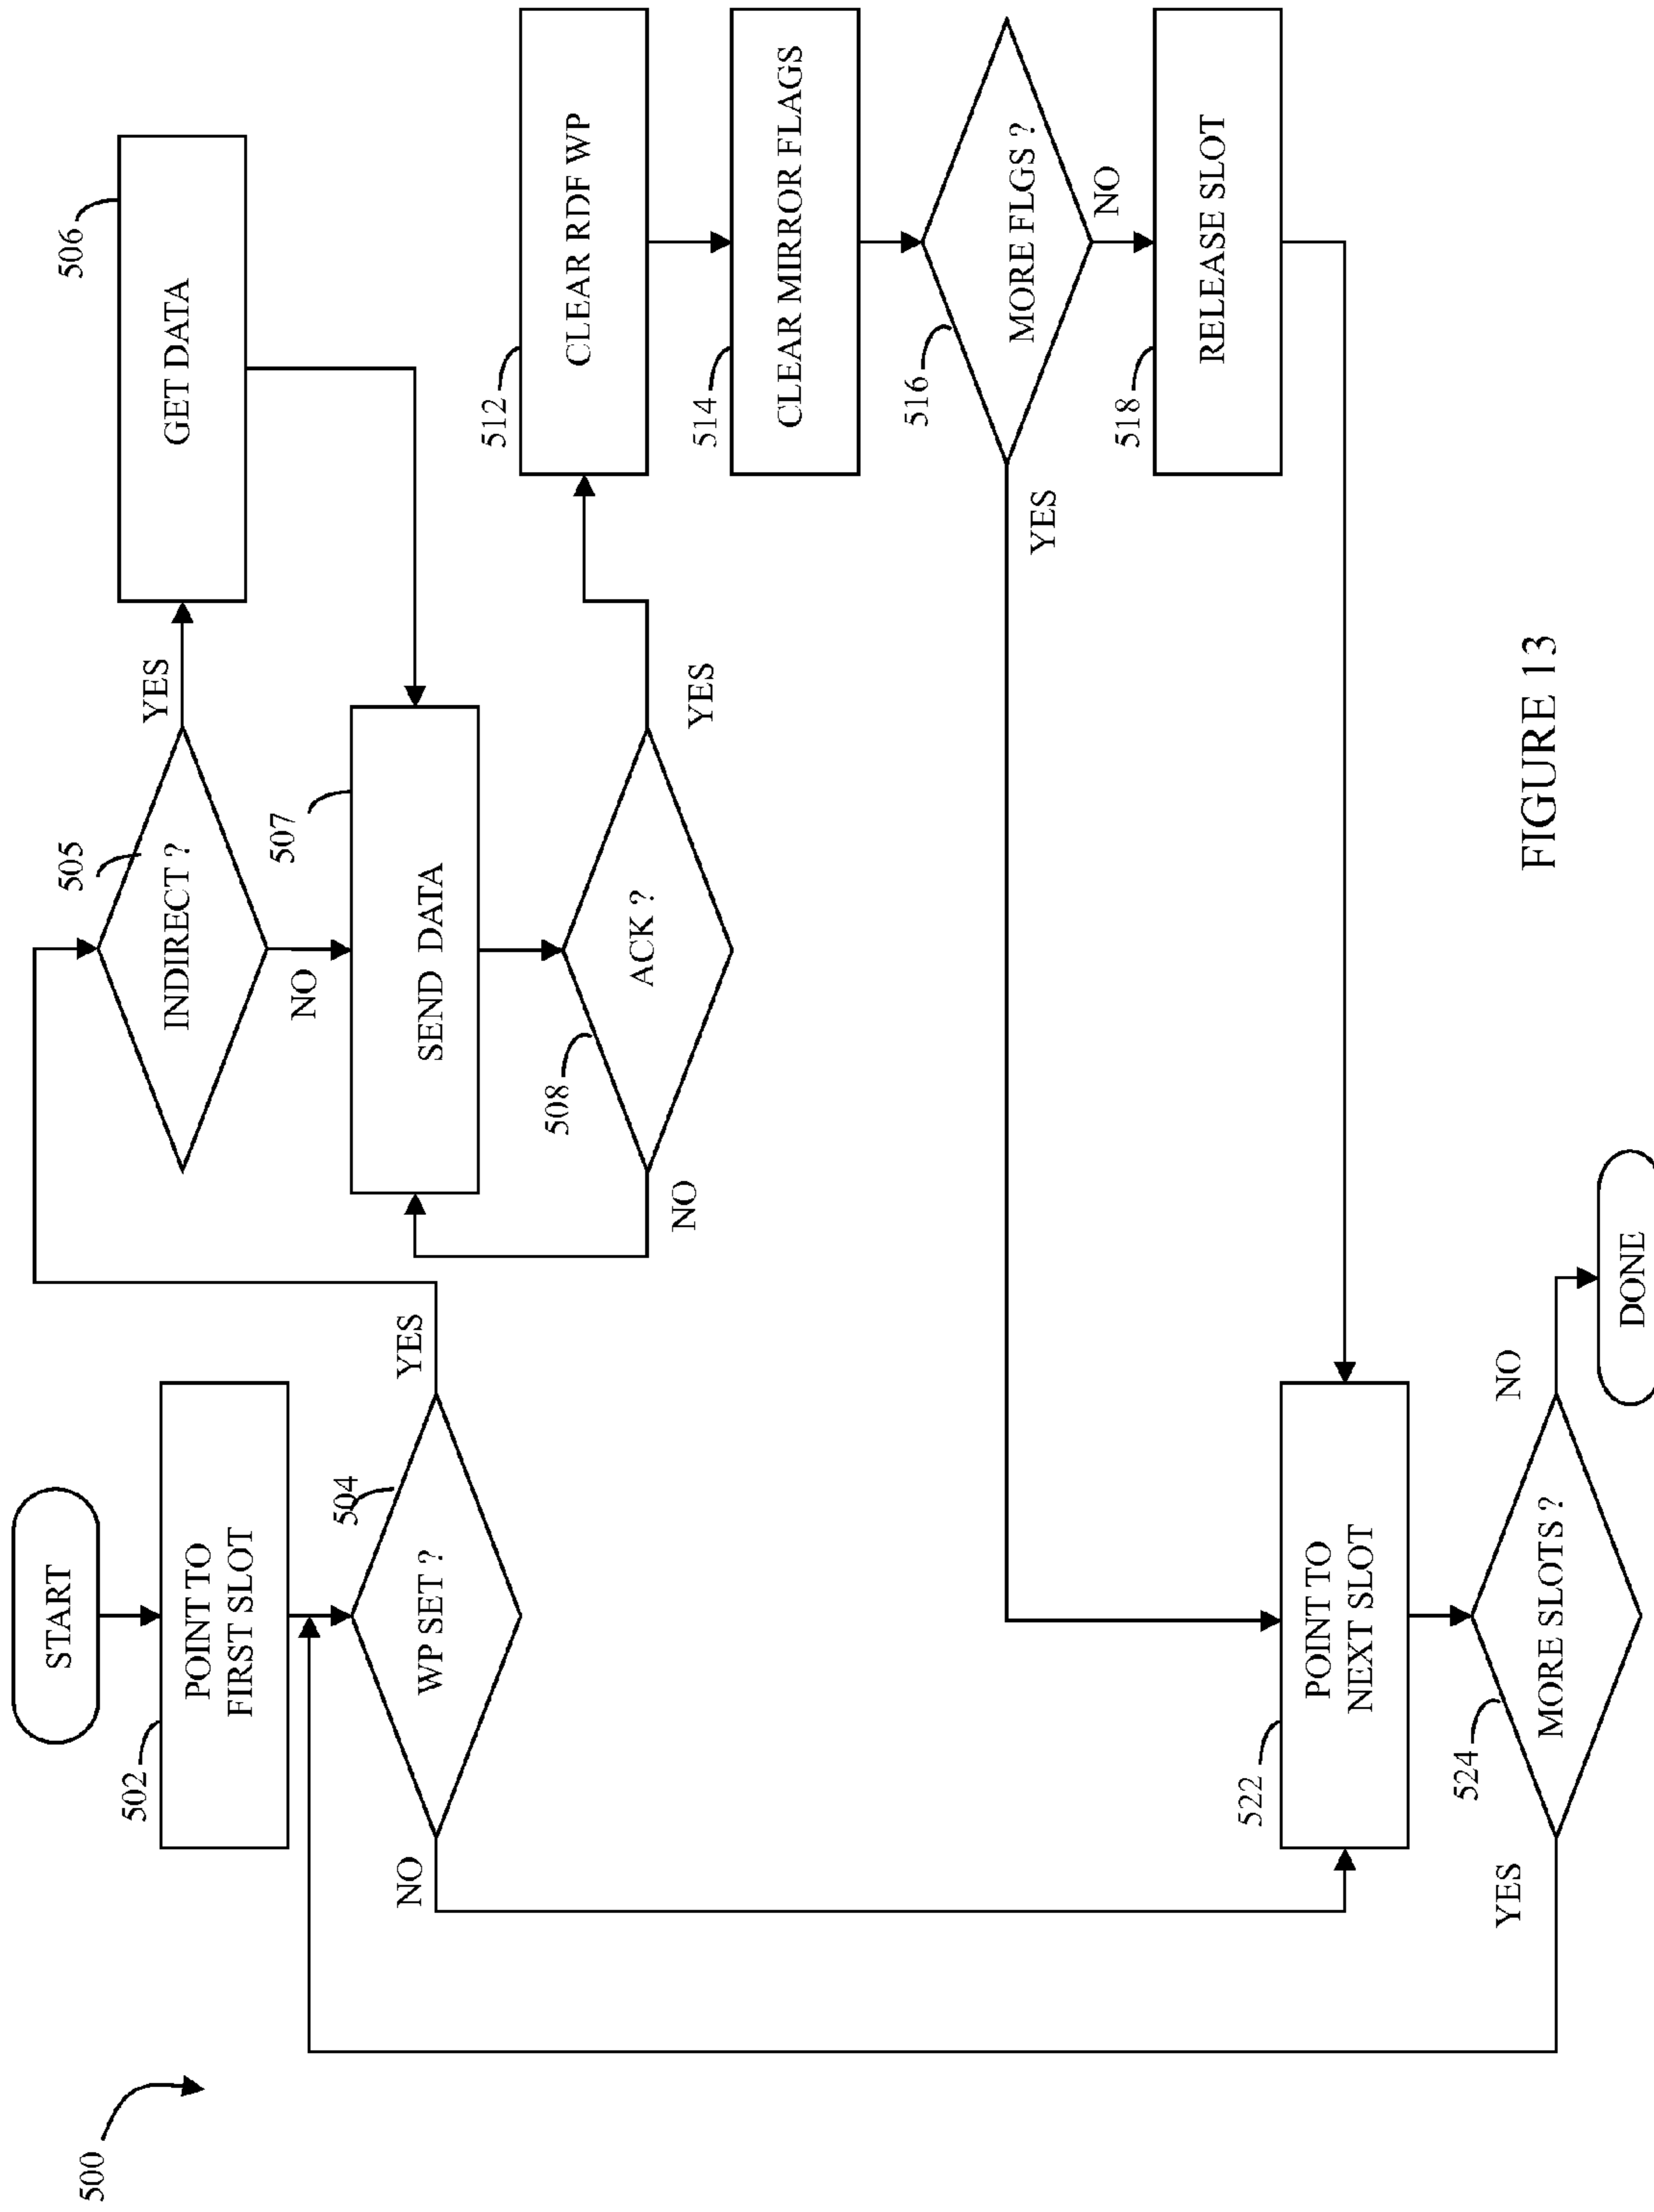 500
START
502
POINT TO
FIRST SLOT
504
WP SET ?
YES
NO
505
INDIRECT ?
YES
NO
506
GET DATA
507
SEND DATA
508
ACK ?
NO
YES
512
CLEAR RDF WP
514
CLEAR MIRROR FLAGS
516
MORE FLGS ?
YES
NO
518
RELEASE SLOT
522
POINT TO
NEXT SLOT
524
MORE SLOTS ?
YES
NO
DONE
FIGURE 13